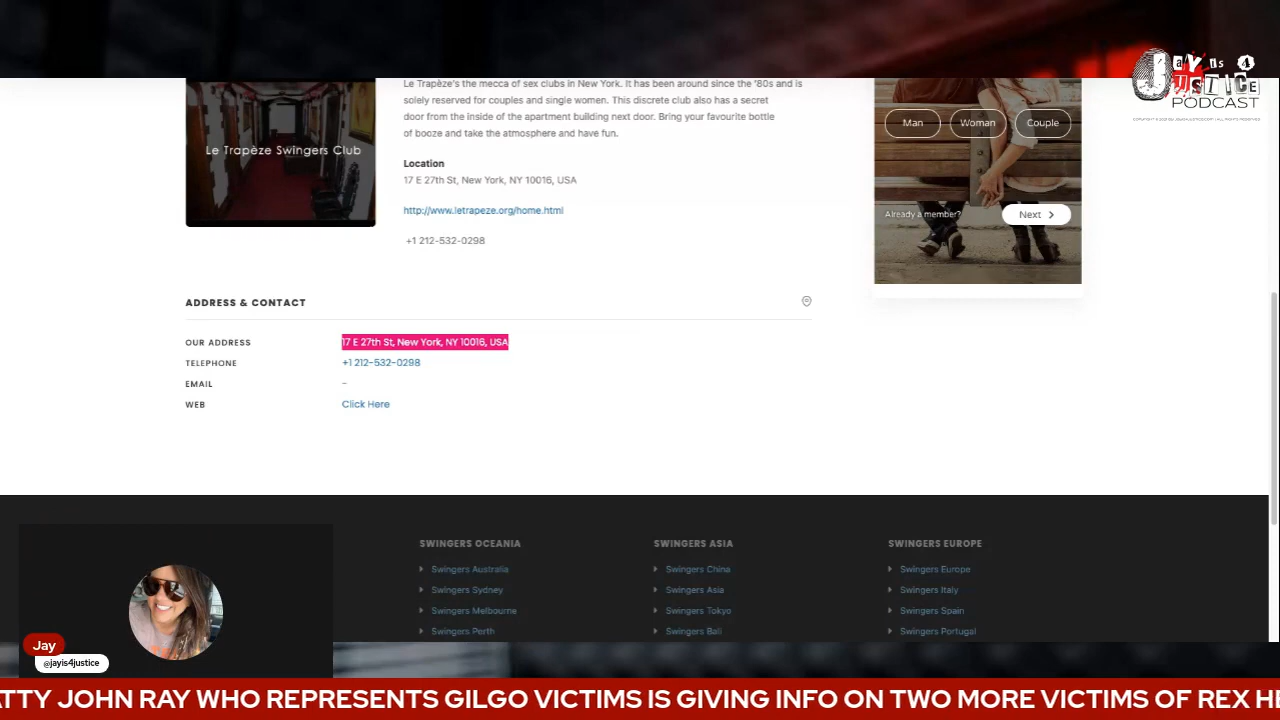 Jay is 4
JUSTICE
PODCAST
Le Trapèze's the mecca of sex clubs in New York. It has been around since the '80s and is
solely reserved for couples and single women. This discrete club also has a secret
door from the inside of the apartment building next door. Bring your favourite bottle
of booze and take the atmosphere and have fun.
Le Trapèze Swingers Club
Location
17 E 27th St, New York, NY 10016, USA
http://www.letrapeze.org/home.html
+1 212-532-0298
Man
Woman
Couple
Already a member?
Next
ADDRESS & CONTACT
OUR ADDRESS 17 E 27th St, New York, NY 10016, USA
TELEPHONE +1 212-532-0298
EMAIL -
WEB Click Here
SWINGERS OCEANIA
Swingers Australia
Swingers Sydney
Swingers Melbourne
Swingers Perth
SWINGERS ASIA
Swingers China
Swingers Asia
Swingers Tokyo
Swingers Bali
SWINGERS EUROPE
Swingers Europe
Swingers Italy
Swingers Spain
Swingers Portugal
Jay
@jayis4justice
ATTY JOHN RAY WHO REPRESENTS GILGO VICTIMS IS GIVING INFO ON TWO MORE VICTIMS OF REX HE